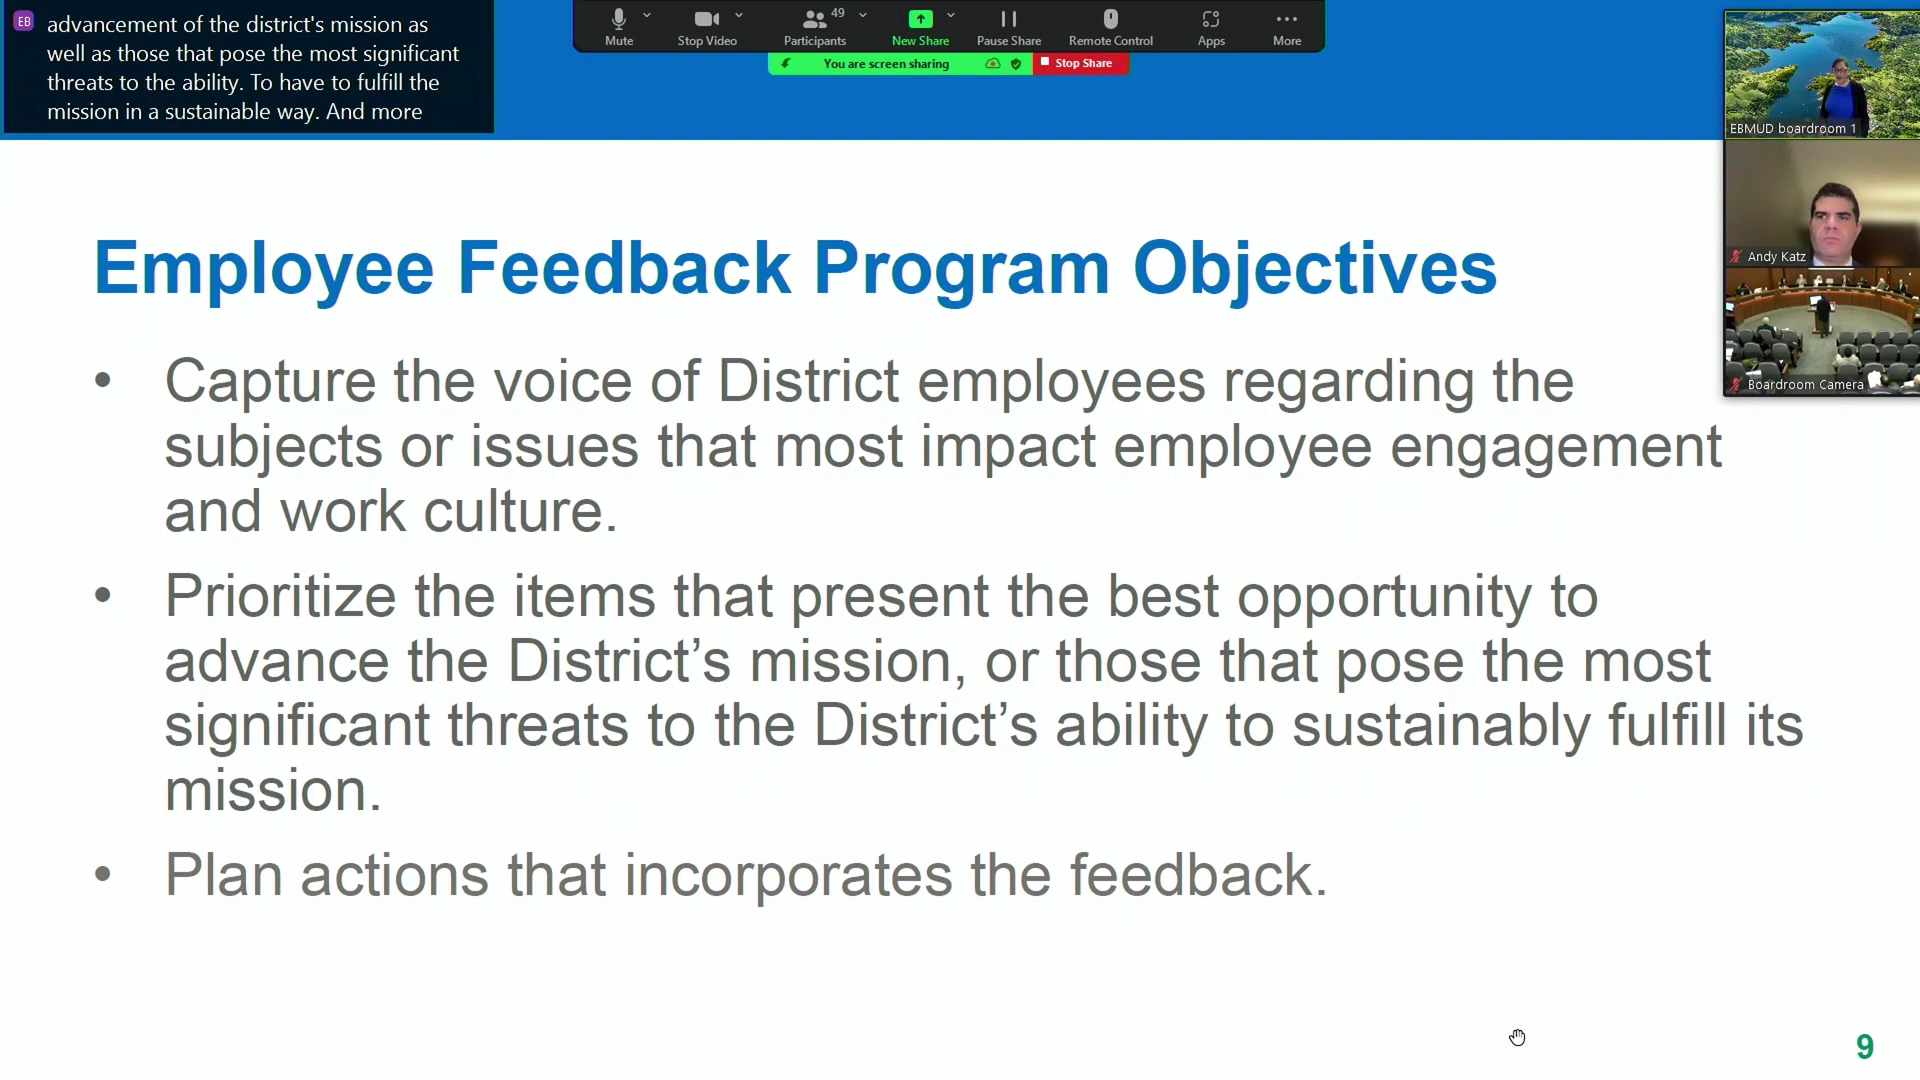 EB
advancement of the district's mission as
well as those that pose the most significant
threats to the ability. To have to fulfill the
mission in a sustainable way. And more
Mute
Stop Video
49
Participants
New Share
Pause Share
Remote Control
Apps
More
You are screen sharing
Stop Share
EBMUD boardroom 1
Andy Katz
Boardroom Camera
Employee Feedback Program Objectives
• Capture the voice of District employees regarding the
subjects or issues that most impact employee engagement
and work culture.
• Prioritize the items that present the best opportunity to
advance the District’s mission, or those that pose the most
significant threats to the District’s ability to sustainably fulfill its
mission.
• Plan actions that incorporates the feedback.
9